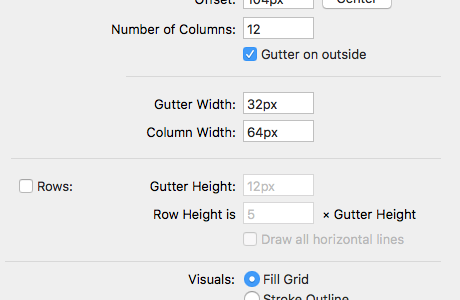 Offset: 104px Center
Number of Columns: 12
Gutter on outside
Gutter Width: 32px
Column Width: 64px
Rows: Gutter Height: 12px
Row Height is 5 × Gutter Height
Draw all horizontal lines
Visuals: Fill Grid
Stroke Outline